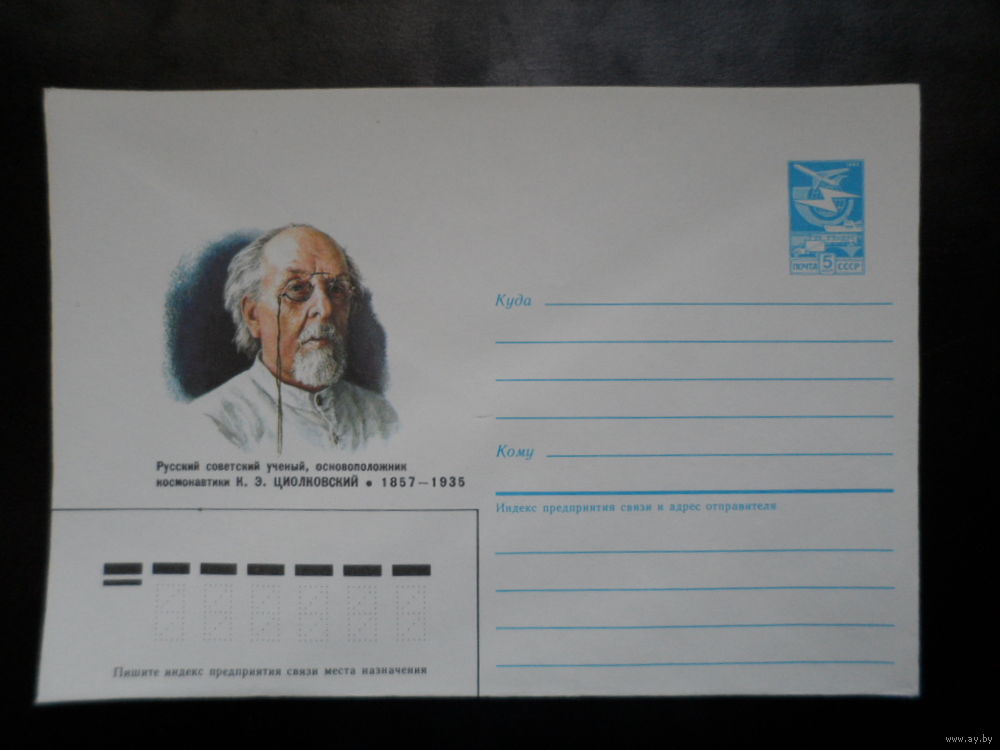 ПОЧТА 5 СССР
Куда
Кому
Русский советский ученый, основоположник
космонавтики К. Э. ЦИОЛКОВСКИЙ • 1857—1935
Индекс предприятия связи и адрес отправителя
Пишите индекс предприятия связи места назначения
www.ay.by